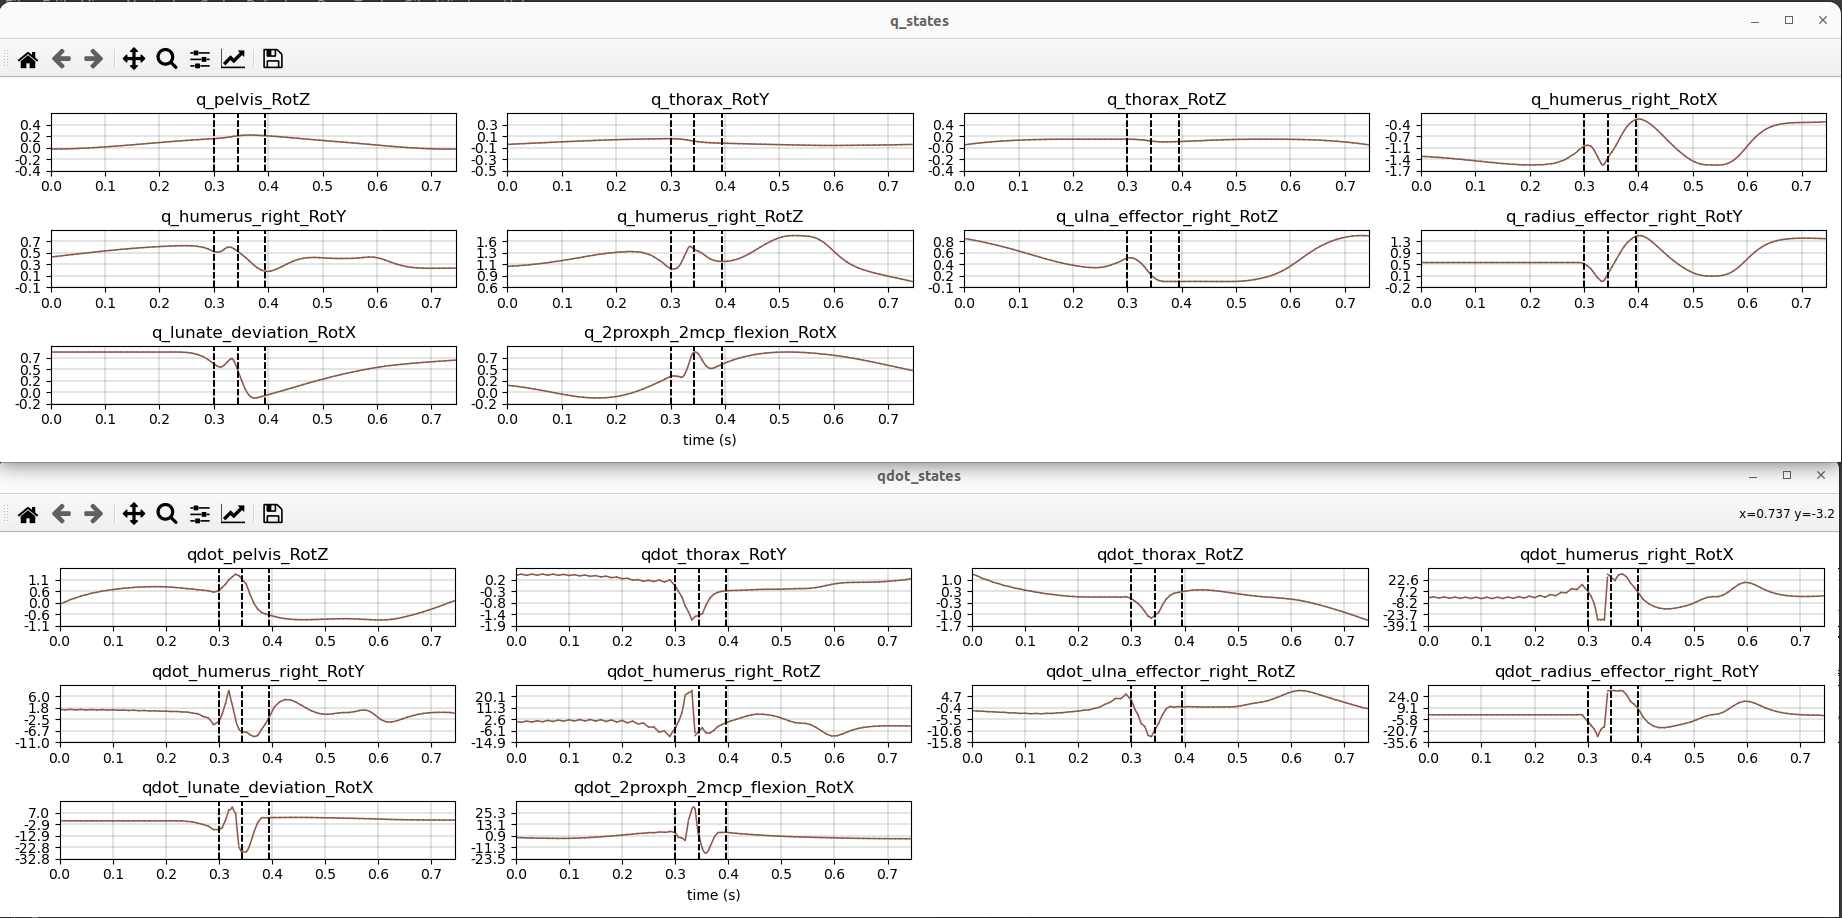 q_states
q_pelvis_RotZ
q_thorax_RotY
q_thorax_RotZ
q_humerus_right_RotX
0.4 0.2 0.0 -0.2 -0.4
0.3 0.1 -0.1 -0.3 -0.5
0.4 0.2 0.0 -0.2 -0.4
-0.4 -0.7 -1.1 -1.4 -1.7
0.0 0.1 0.2 0.3 0.4 0.5 0.6 0.7
0.0 0.1 0.2 0.3 0.4 0.5 0.6 0.7
0.0 0.1 0.2 0.3 0.4 0.5 0.6 0.7
0.0 0.1 0.2 0.3 0.4 0.5 0.6 0.7
q_humerus_right_RotY
q_humerus_right_RotZ
q_ulna_effector_right_RotZ
q_radius_effector_right_RotY
0.7 0.5 0.3 0.1 -0.1
1.6 1.3 1.1 0.9 0.6
0.8 0.6 0.4 0.2 -0.1
1.3 0.9 0.5 0.1 -0.2
0.0 0.1 0.2 0.3 0.4 0.5 0.6 0.7
0.0 0.1 0.2 0.3 0.4 0.5 0.6 0.7
0.0 0.1 0.2 0.3 0.4 0.5 0.6 0.7
0.0 0.1 0.2 0.3 0.4 0.5 0.6 0.7
q_lunate_deviation_RotX
q_2proxph_2mcp_flexion_RotX
0.7 0.5 0.2 0.0 -0.2
0.7 0.5 0.2 0.0 -0.2
0.0 0.1 0.2 0.3 0.4 0.5 0.6 0.7
0.0 0.1 0.2 0.3 0.4 0.5 0.6 0.7
time (s)
qdot_states
x=0.737 y=-3.2
qdot_pelvis_RotZ
qdot_thorax_RotY
qdot_thorax_RotZ
qdot_humerus_right_RotX
1.1 0.6 0.0 -0.6 -1.1
0.2 -0.3 -0.8 -1.4 -1.9
1.0 0.3 -0.3 -1.0 -1.7
22.6 7.2 -8.2 -23.7 -39.1
0.0 0.1 0.2 0.3 0.4 0.5 0.6 0.7
0.0 0.1 0.2 0.3 0.4 0.5 0.6 0.7
0.0 0.1 0.2 0.3 0.4 0.5 0.6 0.7
0.0 0.1 0.2 0.3 0.4 0.5 0.6 0.7
qdot_humerus_right_RotY
qdot_humerus_right_RotZ
qdot_ulna_effector_right_RotZ
qdot_radius_effector_right_RotY
6.0 1.8 -2.5 -6.7 -11.0
20.1 11.3 2.6 -6.1 -14.9
4.7 -0.4 -5.5 -10.6 -15.8
24.0 9.1 -5.8 -20.7 -35.6
0.0 0.1 0.2 0.3 0.4 0.5 0.6 0.7
0.0 0.1 0.2 0.3 0.4 0.5 0.6 0.7
0.0 0.1 0.2 0.3 0.4 0.5 0.6 0.7
0.0 0.1 0.2 0.3 0.4 0.5 0.6 0.7
qdot_lunate_deviation_RotX
qdot_2proxph_2mcp_flexion_RotX
7.0 -2.9 -12.9 -22.8 -32.8
25.3 13.1 0.9 -11.3 -23.5
0.0 0.1 0.2 0.3 0.4 0.5 0.6 0.7
0.0 0.1 0.2 0.3 0.4 0.5 0.6 0.7
time (s)